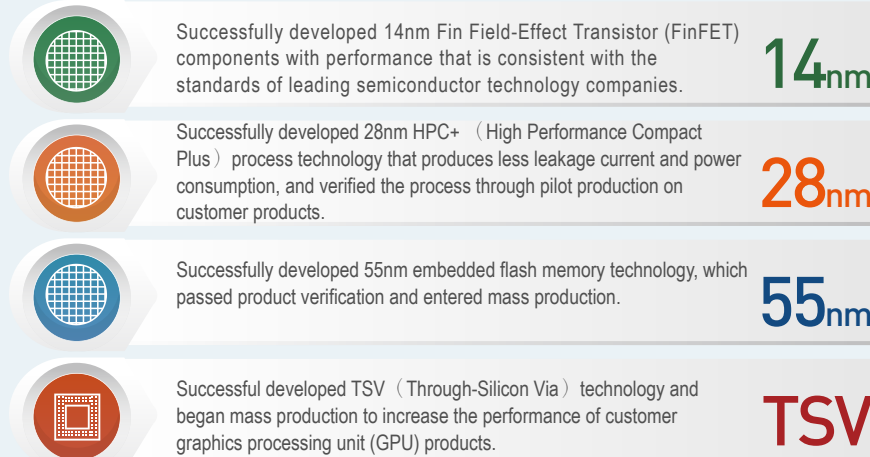 Successfully developed 14nm Fin Field-Effect Transistor (FinFET)
components with performance that is consistent with the
standards of leading semiconductor technology companies.
14nm
Successfully developed 28nm HPC+ （High Performance Compact
Plus）process technology that produces less leakage current and power
consumption, and verified the process through pilot production on
customer products.
28nm
Successfully developed 55nm embedded flash memory technology, which
passed product verification and entered mass production.
55nm
Successful developed TSV（Through-Silicon Via）technology and
began mass production to increase the performance of customer
graphics processing unit (GPU) products.
TSV